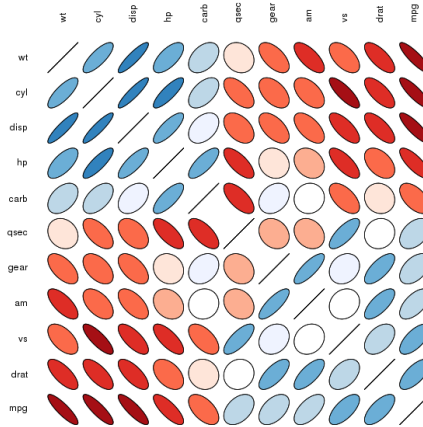 wt cyl disp hp carb qsec gear am vs drat mpg
wt
cyl
disp
hp
carb
qsec
gear
am
vs
drat
mpg